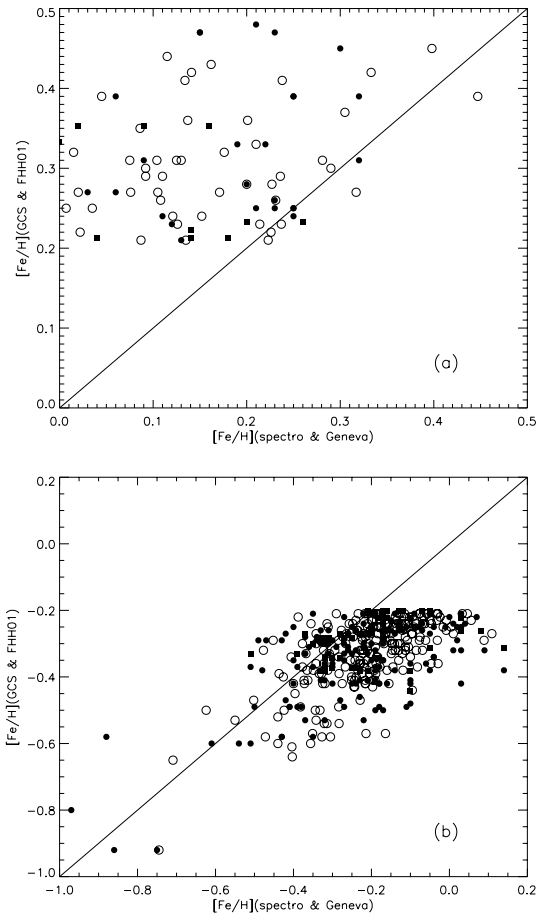 0.5
0.4
0.3
0.2
0.1
0.0
[Fe/H](GCS & FHH01)
(a)
0.0 0.1 0.2 0.3 0.4 0.5
[Fe/H](spectro & Geneva)
0.2
0.0
-0.2
-0.4
-0.6
-0.8
-1.0
[Fe/H](GCS & FHH01)
(b)
-1.0 -0.8 -0.6 -0.4 -0.2 0.0 0.2
[Fe/H](spectro & Geneva)